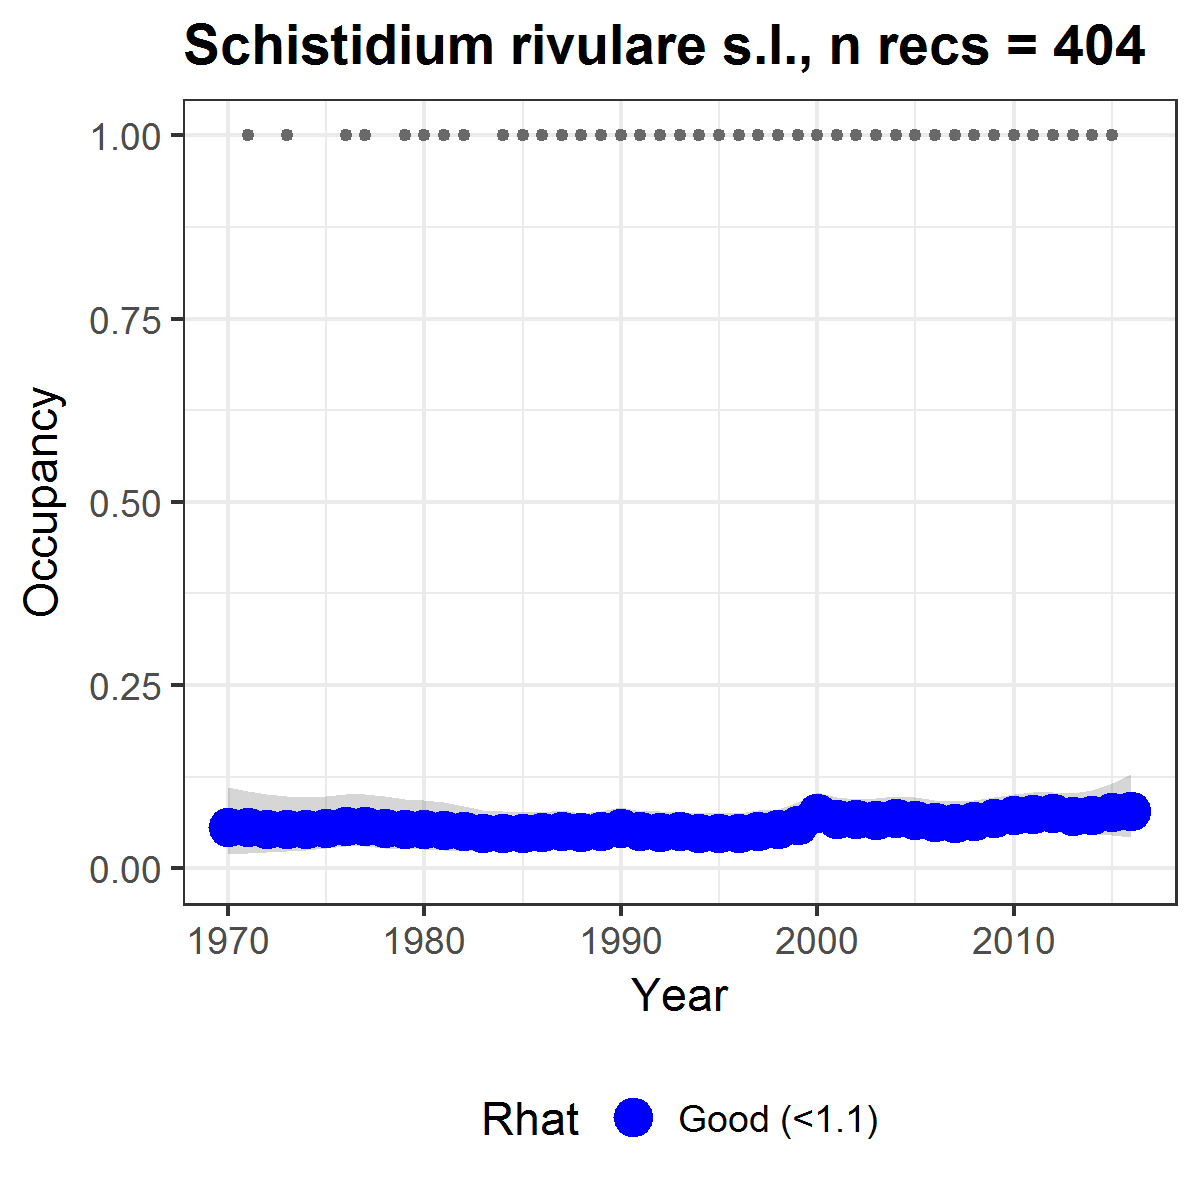 Schistidium rivulare s.l., n recs = 404
1.00
0.75
0.50
0.25
0.00
Occupancy
1970 1980 1990 2000 2010
Year
Rhat Good (<1.1)